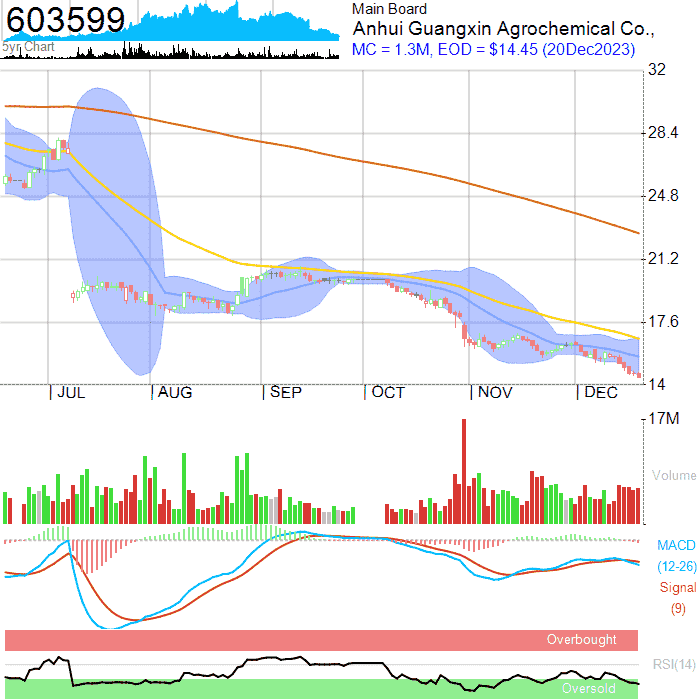 603599
5yr Chart
Main Board
Anhui Guangxin Agrochemical Co.,
MC = 1.3M, EOD = $14.45 (20Dec2023)
32
28.4
24.8
21.2
17.6
14
JUL AUG SEP OCT NOV DEC
17M
Volume
MACD
(12-26)
Signal
(9)
Overbought
RSI(14)
Oversold